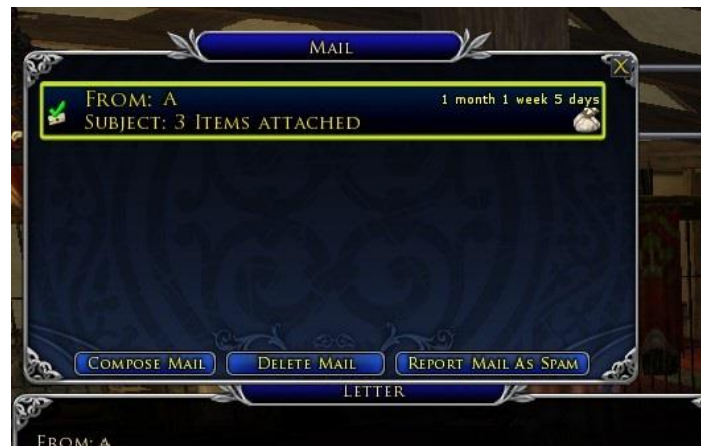 Mail
X
From: A
1 month 1 week 5 days
Subject: 3 Items attached
Compose Mail
Delete Mail
Report Mail As Spam
Letter
From: A